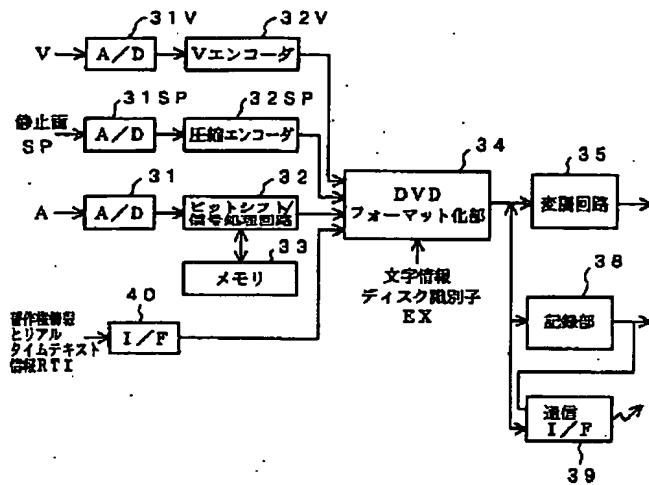 31V
32V
V
A/D
Vエンコーダ
31SP
32SP
静止画
SP
A/D
圧縮エンコーダ
34
35
DVD
フォーマット化部
変調回路
31
32
A
A/D
ビットシフト/
信号処理回路
33
メモリ
文字情報
ディスク識別子
EX
38
記録部
40
著作権情報
とリアル
タイムテキスト
情報RTI
I/F
通信
I/F
39